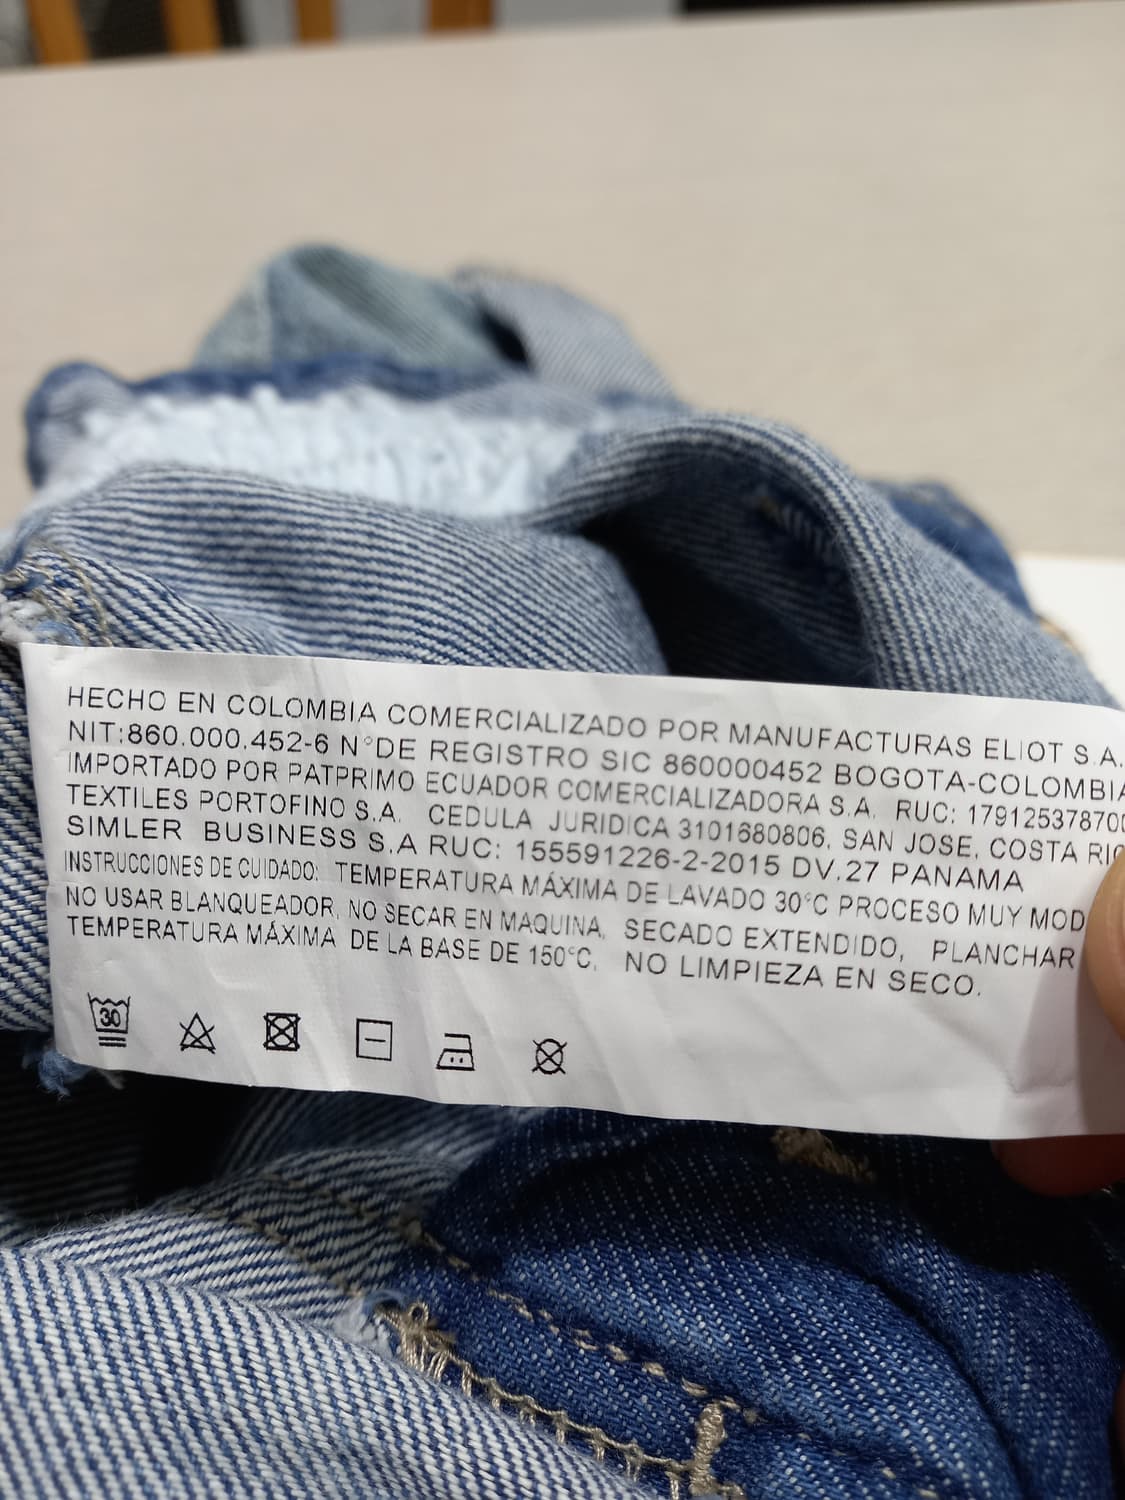 HECHO EN COLOMBIA COMERCIALIZADO POR MANUFACTURAS ELIOT S.A.
NIT:860.000.452-6 N°DE REGISTRO SIC 860000452 BOGOTA-COLOMBIA
IMPORTADO POR PATPRIMO ECUADOR COMERCIALIZADORA S.A. RUC:
TEXTILES PORTOFINO S.A. CEDULA JURIDICA 3101680806, SAN JOSE, COSTA
SIMLER BUSINESS S.A RUC: 155591226-2-2015 DV.27 PANAMA
INSTRUCCIONES DE CUIDADO: TEMPERATURA MÁXIMA DE LAVADO 30°C PROCESO MUY
NO USAR BLANQUEADOR, NO SECAR EN MAQUINA, SECADO EXTENDIDO, PLANCHAR
TEMPERATURA MÁXIMA DE LA BASE DE 150°C. NO LIMPIEZA EN SECO.
30